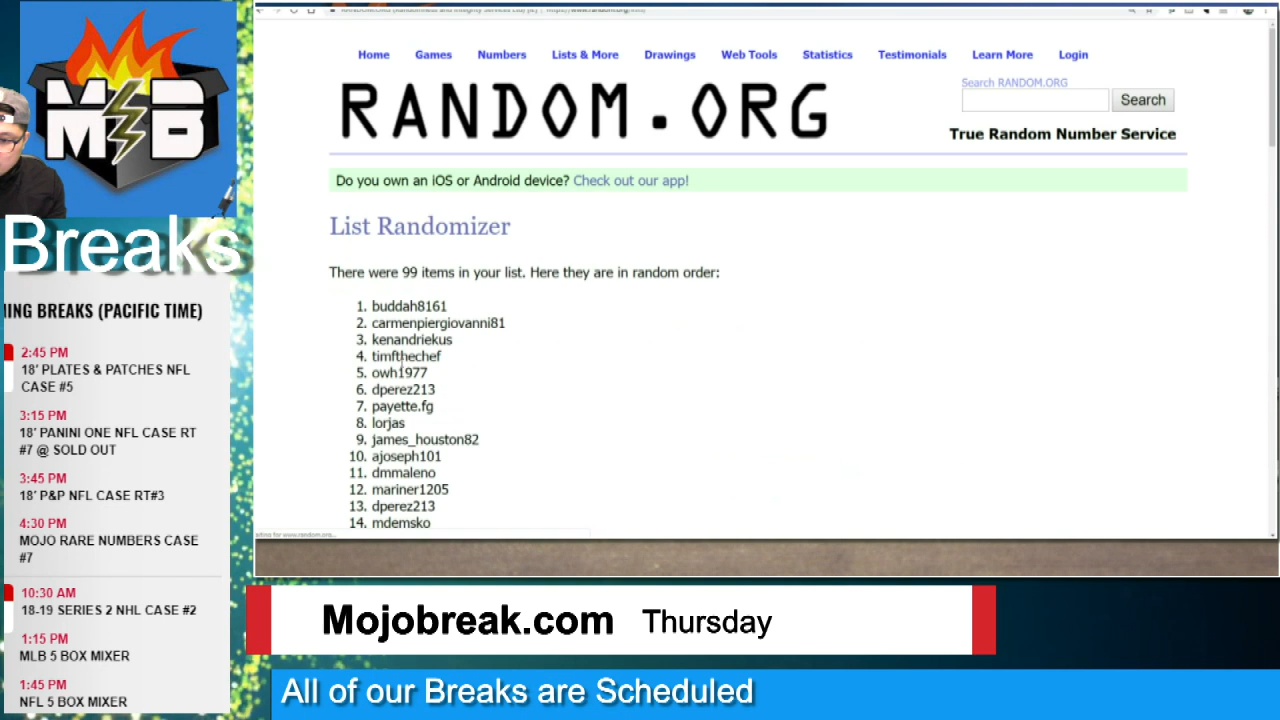 M B
Breaks
NING BREAKS (PACIFIC TIME)
2:45 PM
18' PLATES & PATCHES NFL
CASE #5
3:15 PM
18' PANINI ONE NFL CASE RT
#7 @ SOLD OUT
3:45 PM
18' P&P NFL CASE RT#3
4:30 PM
MOJO RARE NUMBERS CASE
#7
10:30 AM
18-19 SERIES 2 NHL CASE #2
1:15 PM
MLB 5 BOX MIXER
1:45 PM
NFL 5 BOX MIXER
Home Games Numbers Lists & More Drawings Web Tools Statistics Testimonials Learn More Login
RANDOM.ORG
Search RANDOM.ORG
Search
True Random Number Service
Do you own an iOS or Android device? Check out our app!
List Randomizer
There were 99 items in your list. Here they are in random order:
1. buddah8161
2. carmenpiergiovanni81
3. kenandriekus
4. timfthechef
5. owh1977
6. dperez213
7. payette.fg
8. lorjas
9. james_houston82
10. ajoseph101
11. dmmaleno
12. mariner1205
13. dperez213
14. mdemsko
waiting for www.random.org...
Mojobreak.com Thursday
All of our Breaks are Scheduled